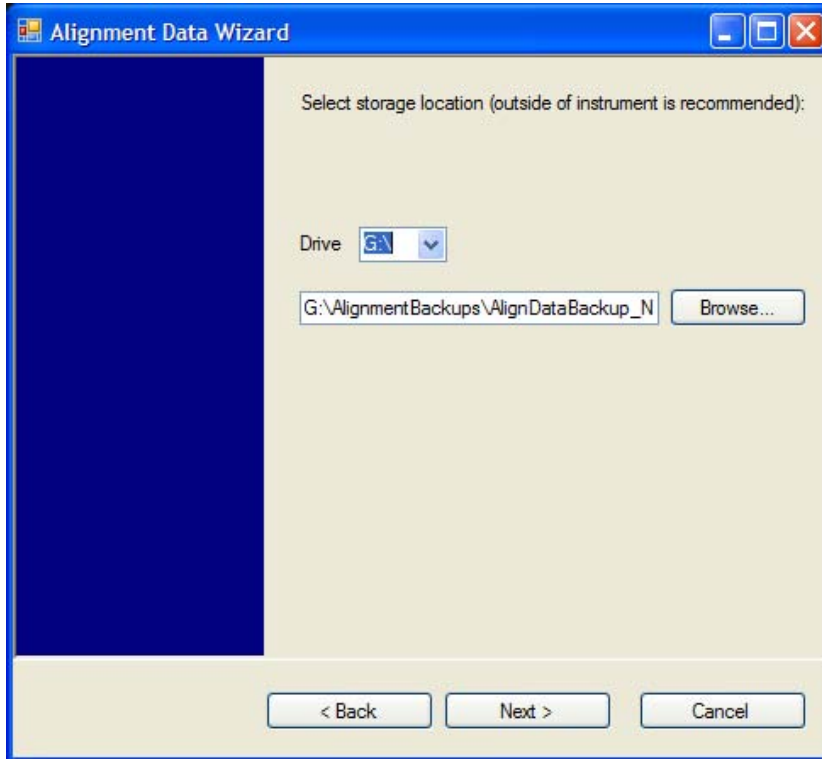 Alignment Data Wizard
Select storage location (outside of instrument is recommended):
Drive G:\
G:\AlignmentBackups\AlignDataBackup_N Browse...
< Back Next > Cancel